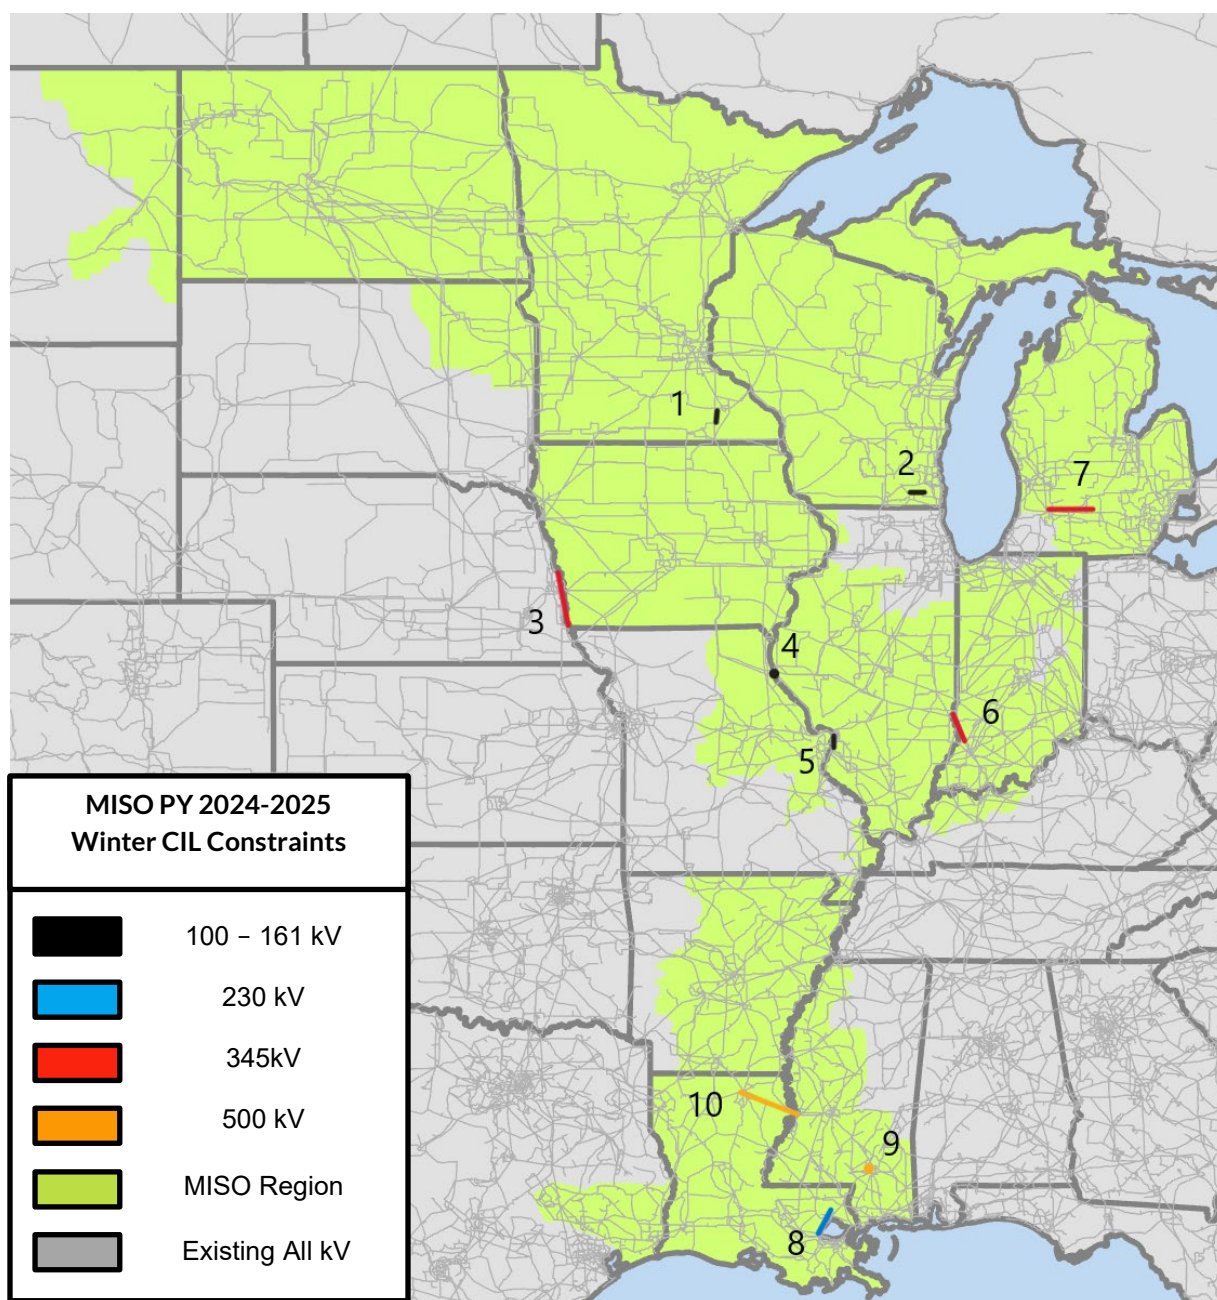 1
2
7
3
4
6
5
MISO PY 2024-2025
Winter CIL Constraints
100 – 161 kV
230 kV
345kV
500 kV
MISO Region
Existing All kV
10
9
8